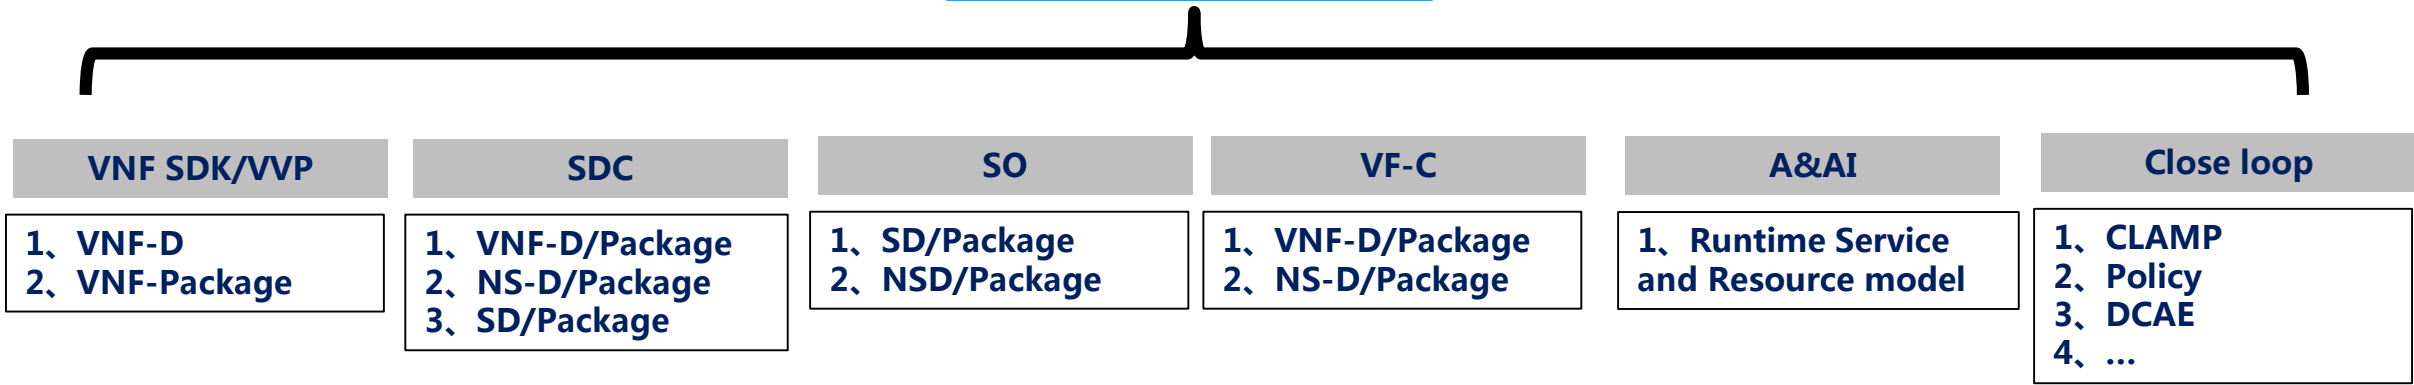 VNF SDK/VVP
1、VNF-D
2、VNF-Package
SDC
1、VNF-D/Package
2、NS-D/Package
3、SD/Package
SO
1、SD/Package
2、NSD/Package
VF-C
1、VNF-D/Package
2、NS-D/Package
A&AI
1、Runtime Service
and Resource model
Close loop
1、CLAMP
2、Policy
3、DCAE
4、...